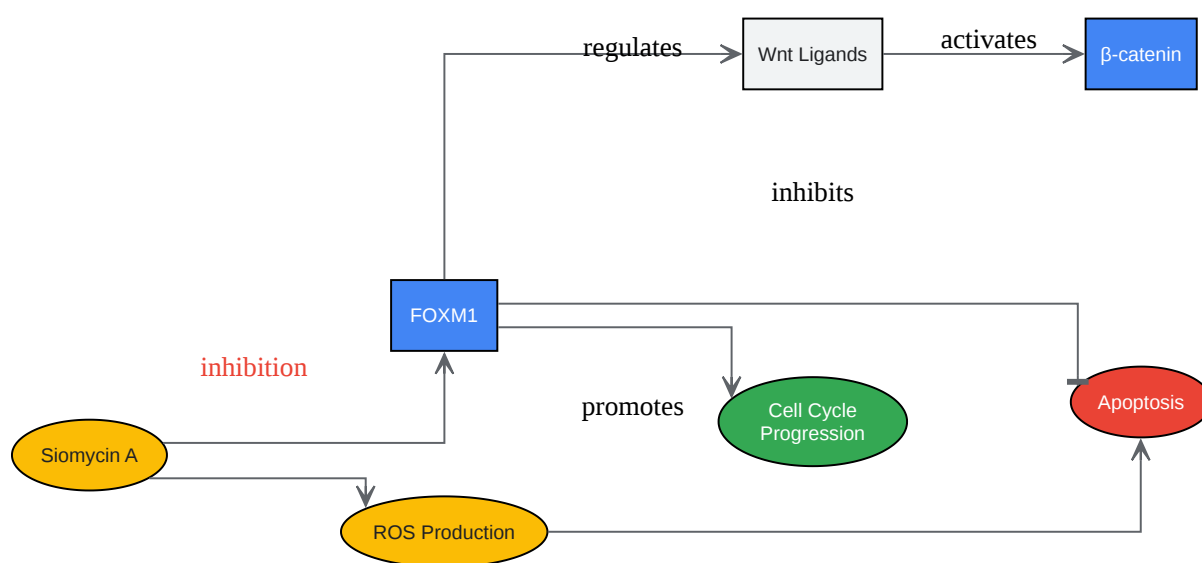 regulates
Wnt Ligands
activates
β-catenin
inhibits
FOXM1
inhibition
promotes
Cell Cycle
Progression
Apoptosis
Siomycin A
ROS Production